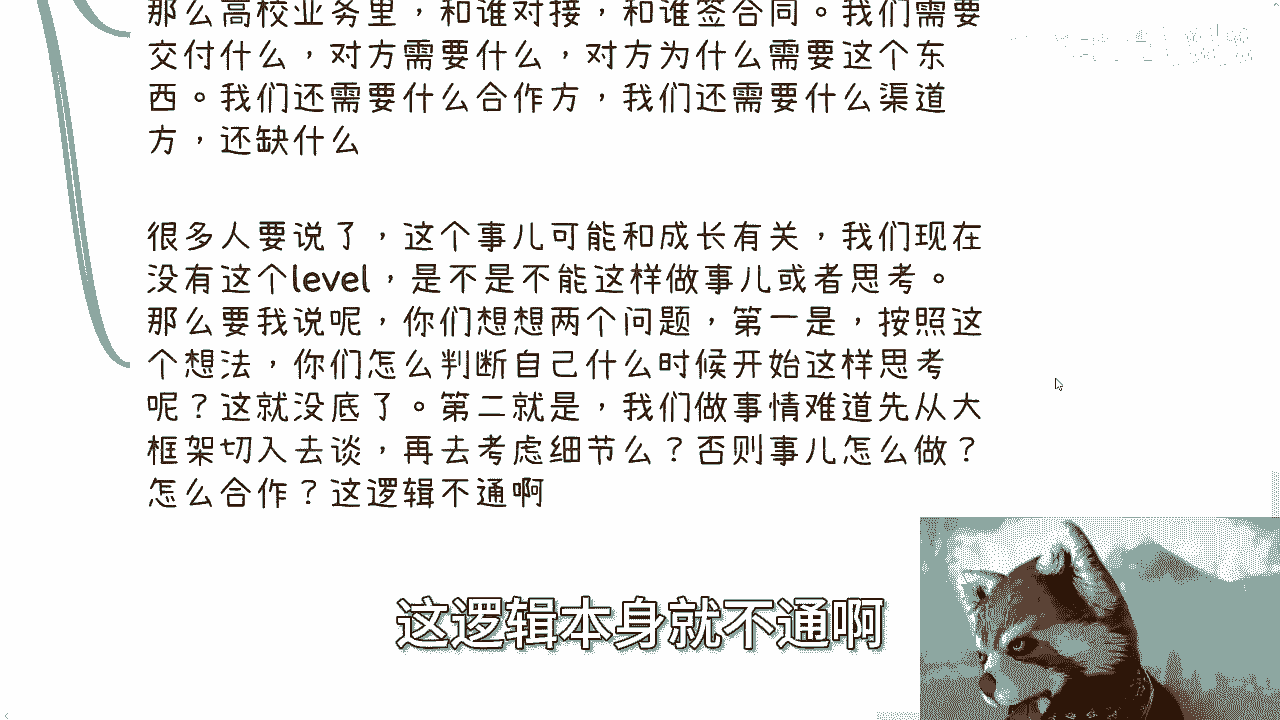 那么高校业务里，和谁对接，和谁签合同。我们需要
交付什么，对方需要什么，对方为什么需要这个东
西。我们还需要什么合作方，我们还需要什么渠道
方，还缺什么
很多人要说了，这个事儿可能和成长有关，我们现在
没有这个level，是不是不能这样做事儿或者思考。
那么要我说呢，你们想想两个问题，第一是，按照这
个想法，你们怎么判断自己什么时候开始这样思考
呢？这就没底了。第二就是，我们做事情难道先从大
框架切入去谈，再去考虑细节么？否则事儿怎么做？
怎么合作？这逻辑不通啊
这逻辑本身就不通啊